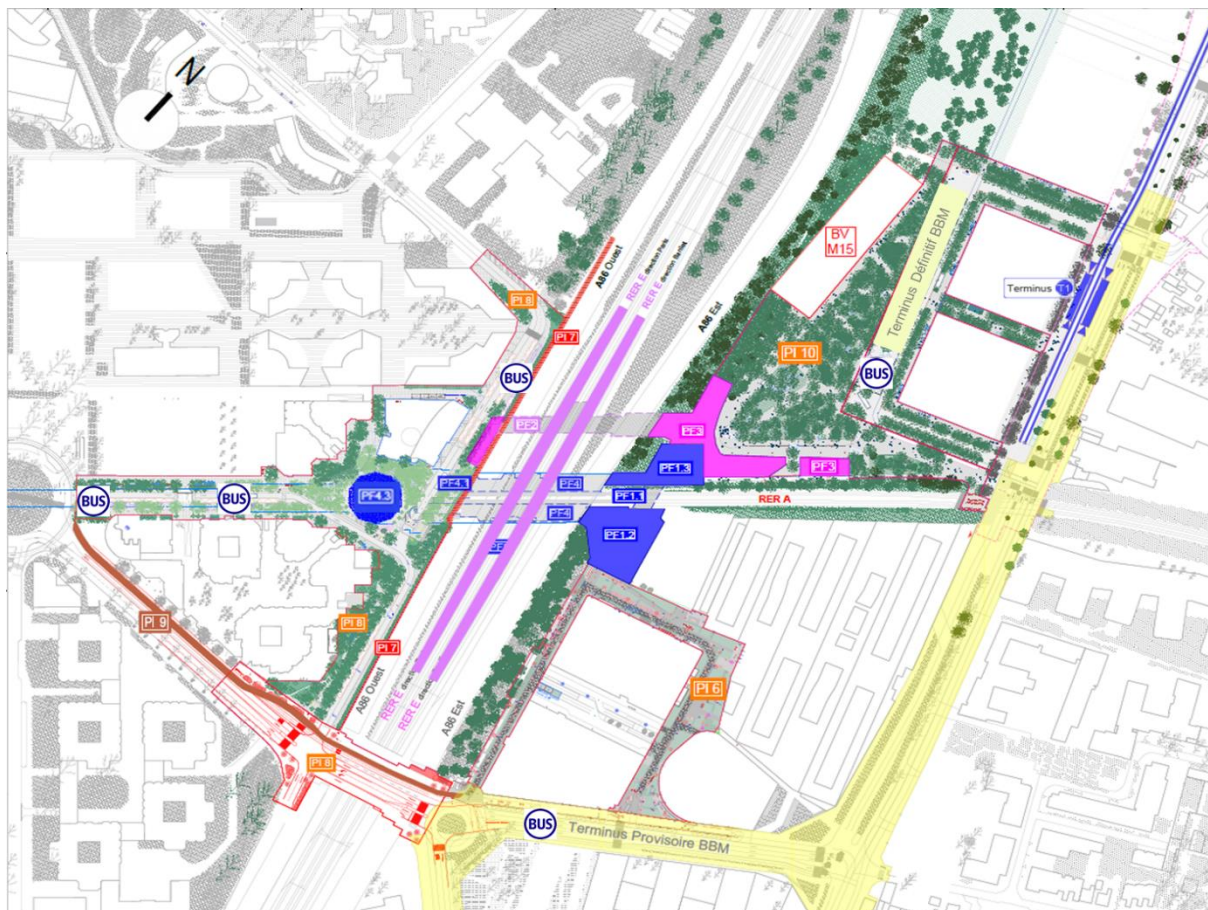 N
BV
M15
Terminus Définitif BBM
Terminus T1
A86 Ouest
RER E direction Paris
RER E
A86 Est
PI 8
PI 7
PI 10
BUS
BUS
PF2
PF3
PF3
PF1.3
PF4.1
PF4
PF4.3
PF1.1
RER A
BUS
BUS
PF4
PF1.2
PI 9
PI 8
PI 7
A86 Ouest
RER E
RER E
A86 Est
PI 6
PI 8
BUS
Terminus Provisoire BBM